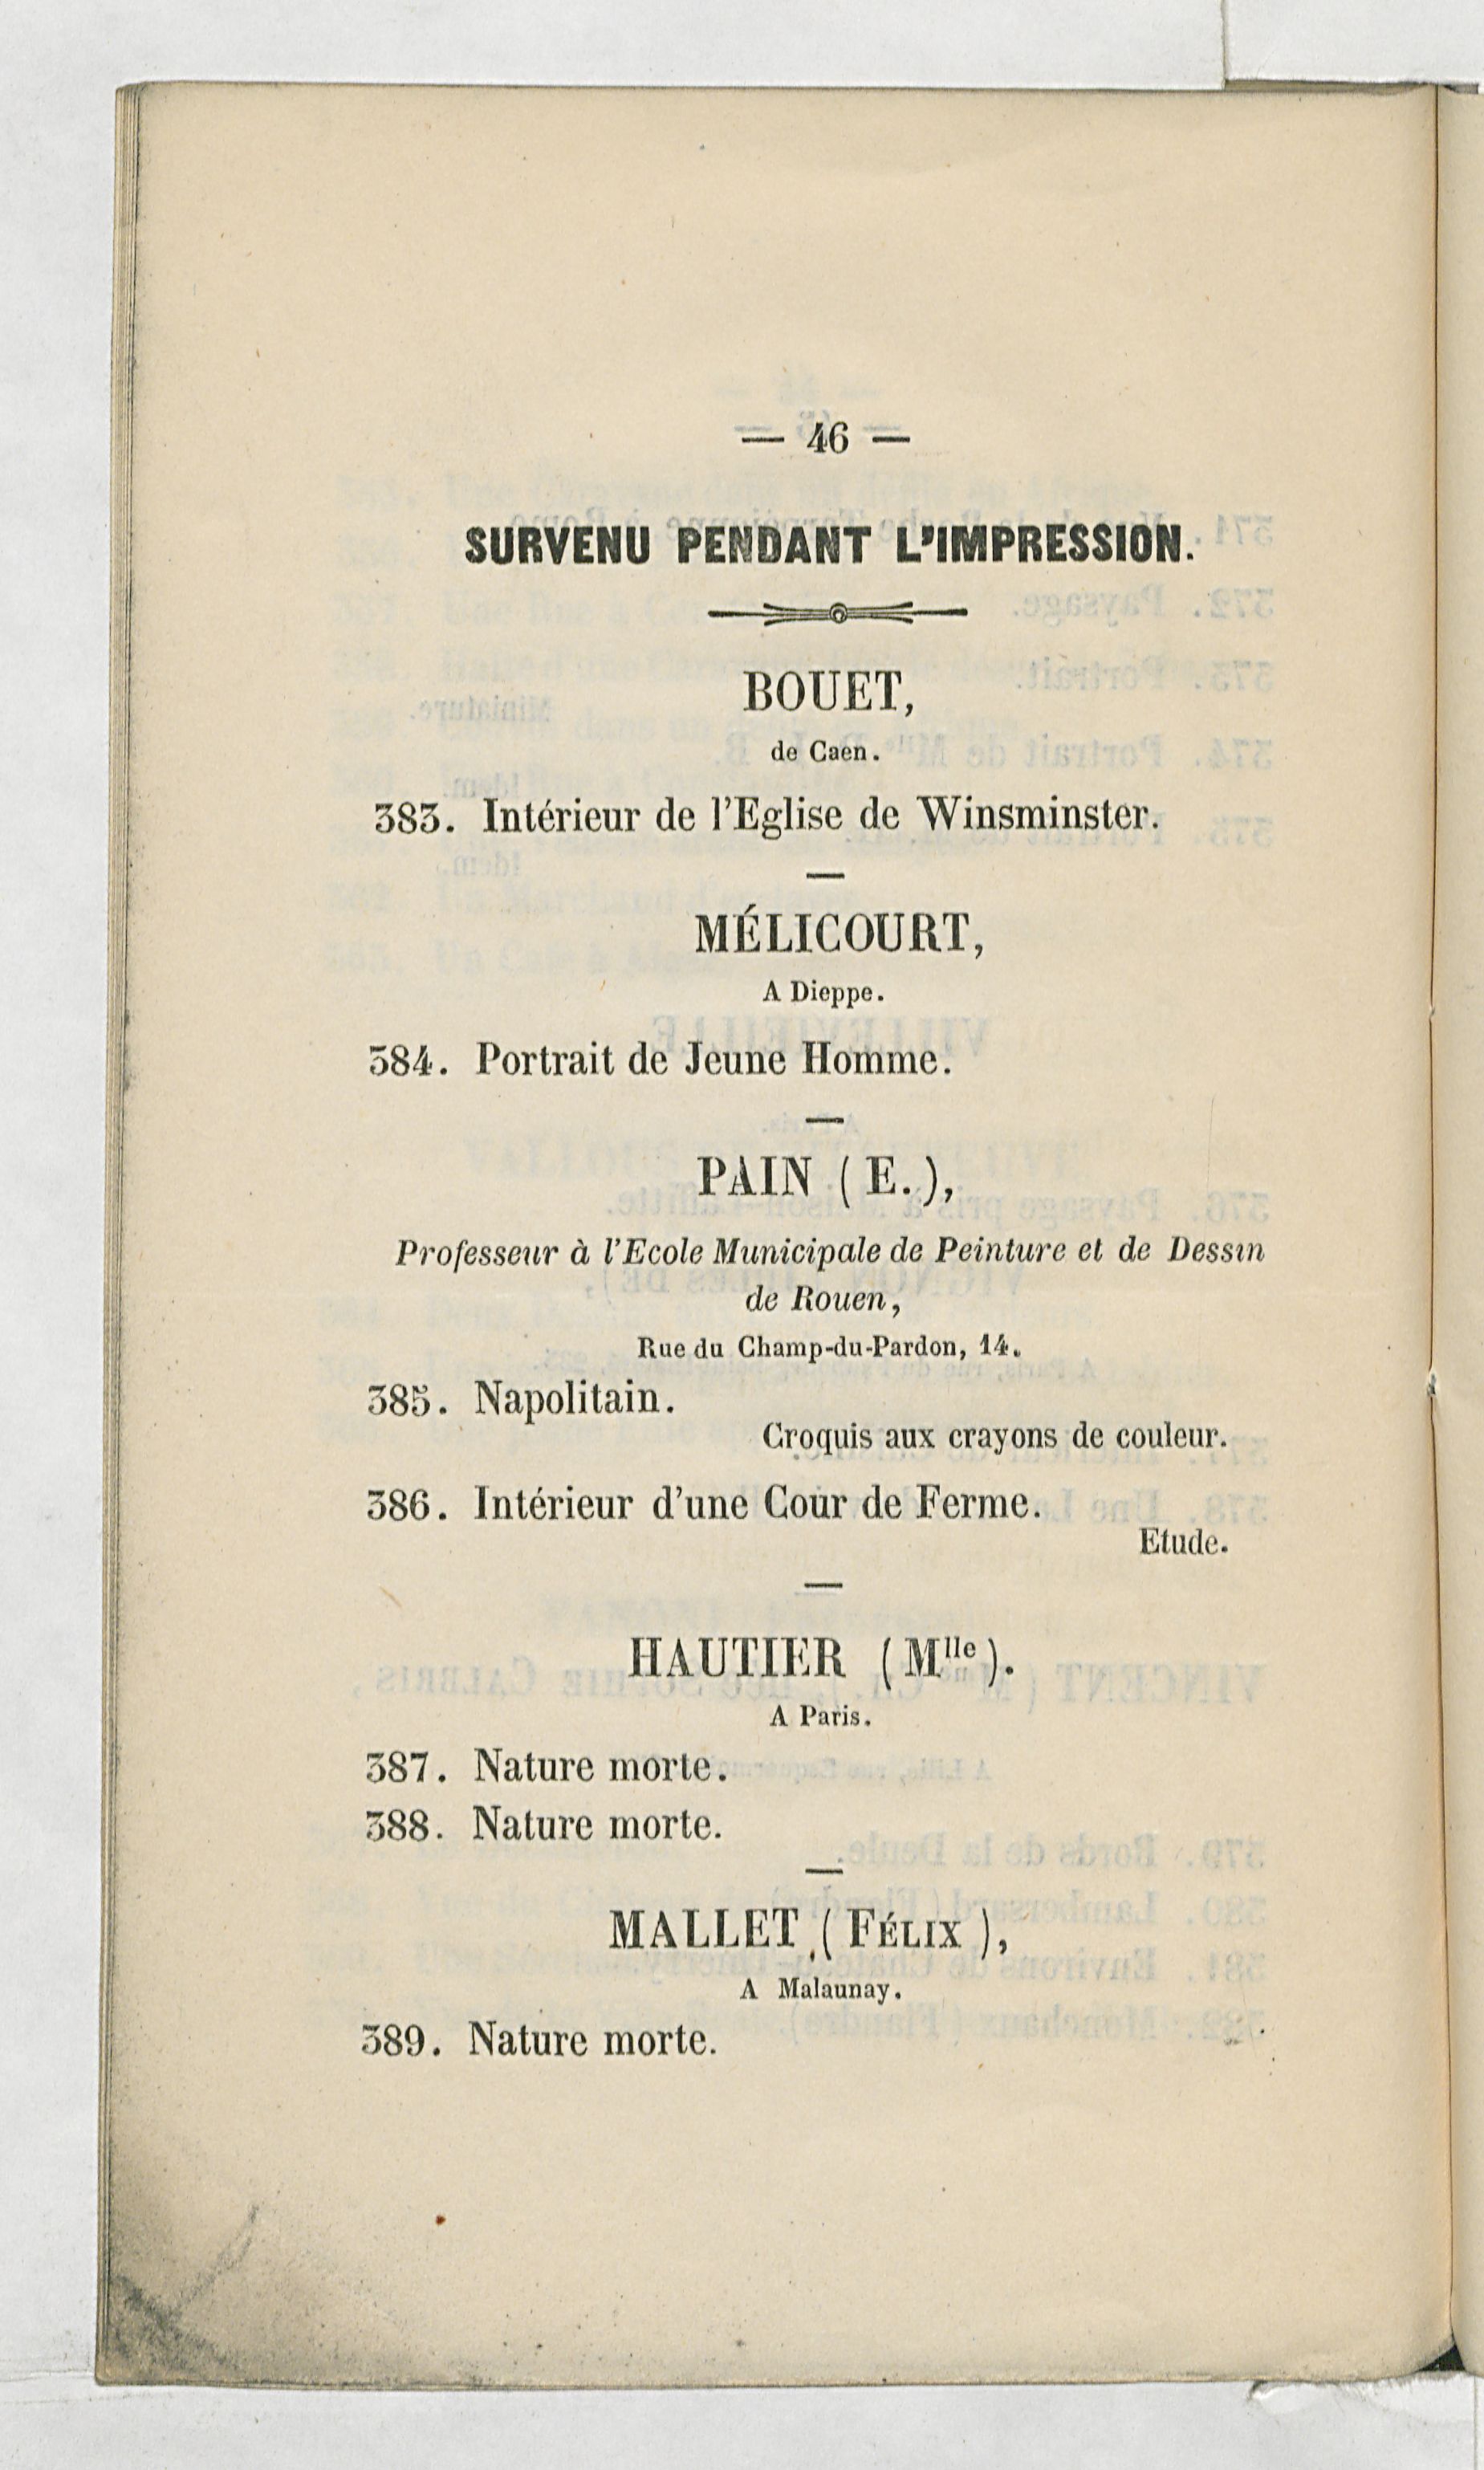 — 46 —
SURVENU PENDANT L'IMPRESSION.
BOUET,
de Caen.
383. Intérieur de l'Eglise de Winsminster.
MÉLICOURT,
A Dieppe.
384. Portrait de Jeune Homme.
PAIN (E.),
Professeur à l'Ecole Municipale de Peinture et de Dessin
de Rouen,
Rue du Champ-du-Pardon, 14.
385. Napolitain.
Croquis aux crayons de couleur.
386. Intérieur d'une Cour de Ferme.
Etude.
HAUTIER (Mlle).
A Paris.
387. Nature morte.
388. Nature morte.
MALLET (FÉLIX),
A Malaunay.
389. Nature morte.